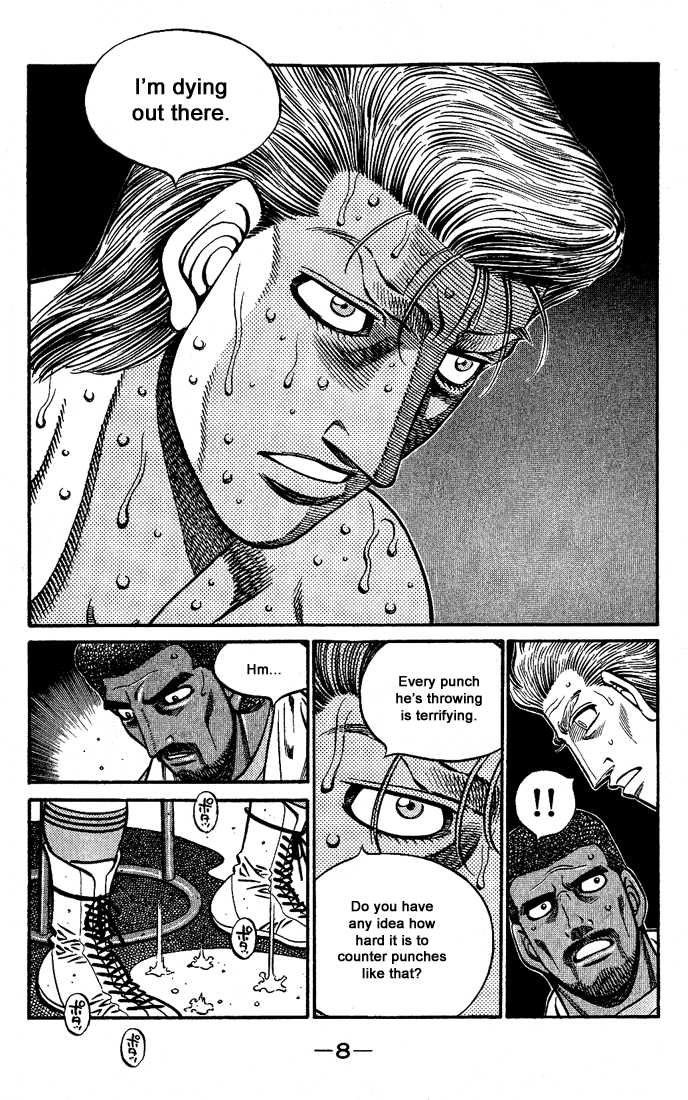 I'm dying
out there.
Hm...
Every punch
he's throwing
is terrifying.
Do you have
any idea how
hard it is to
counter punches
like that?
!!
—8—